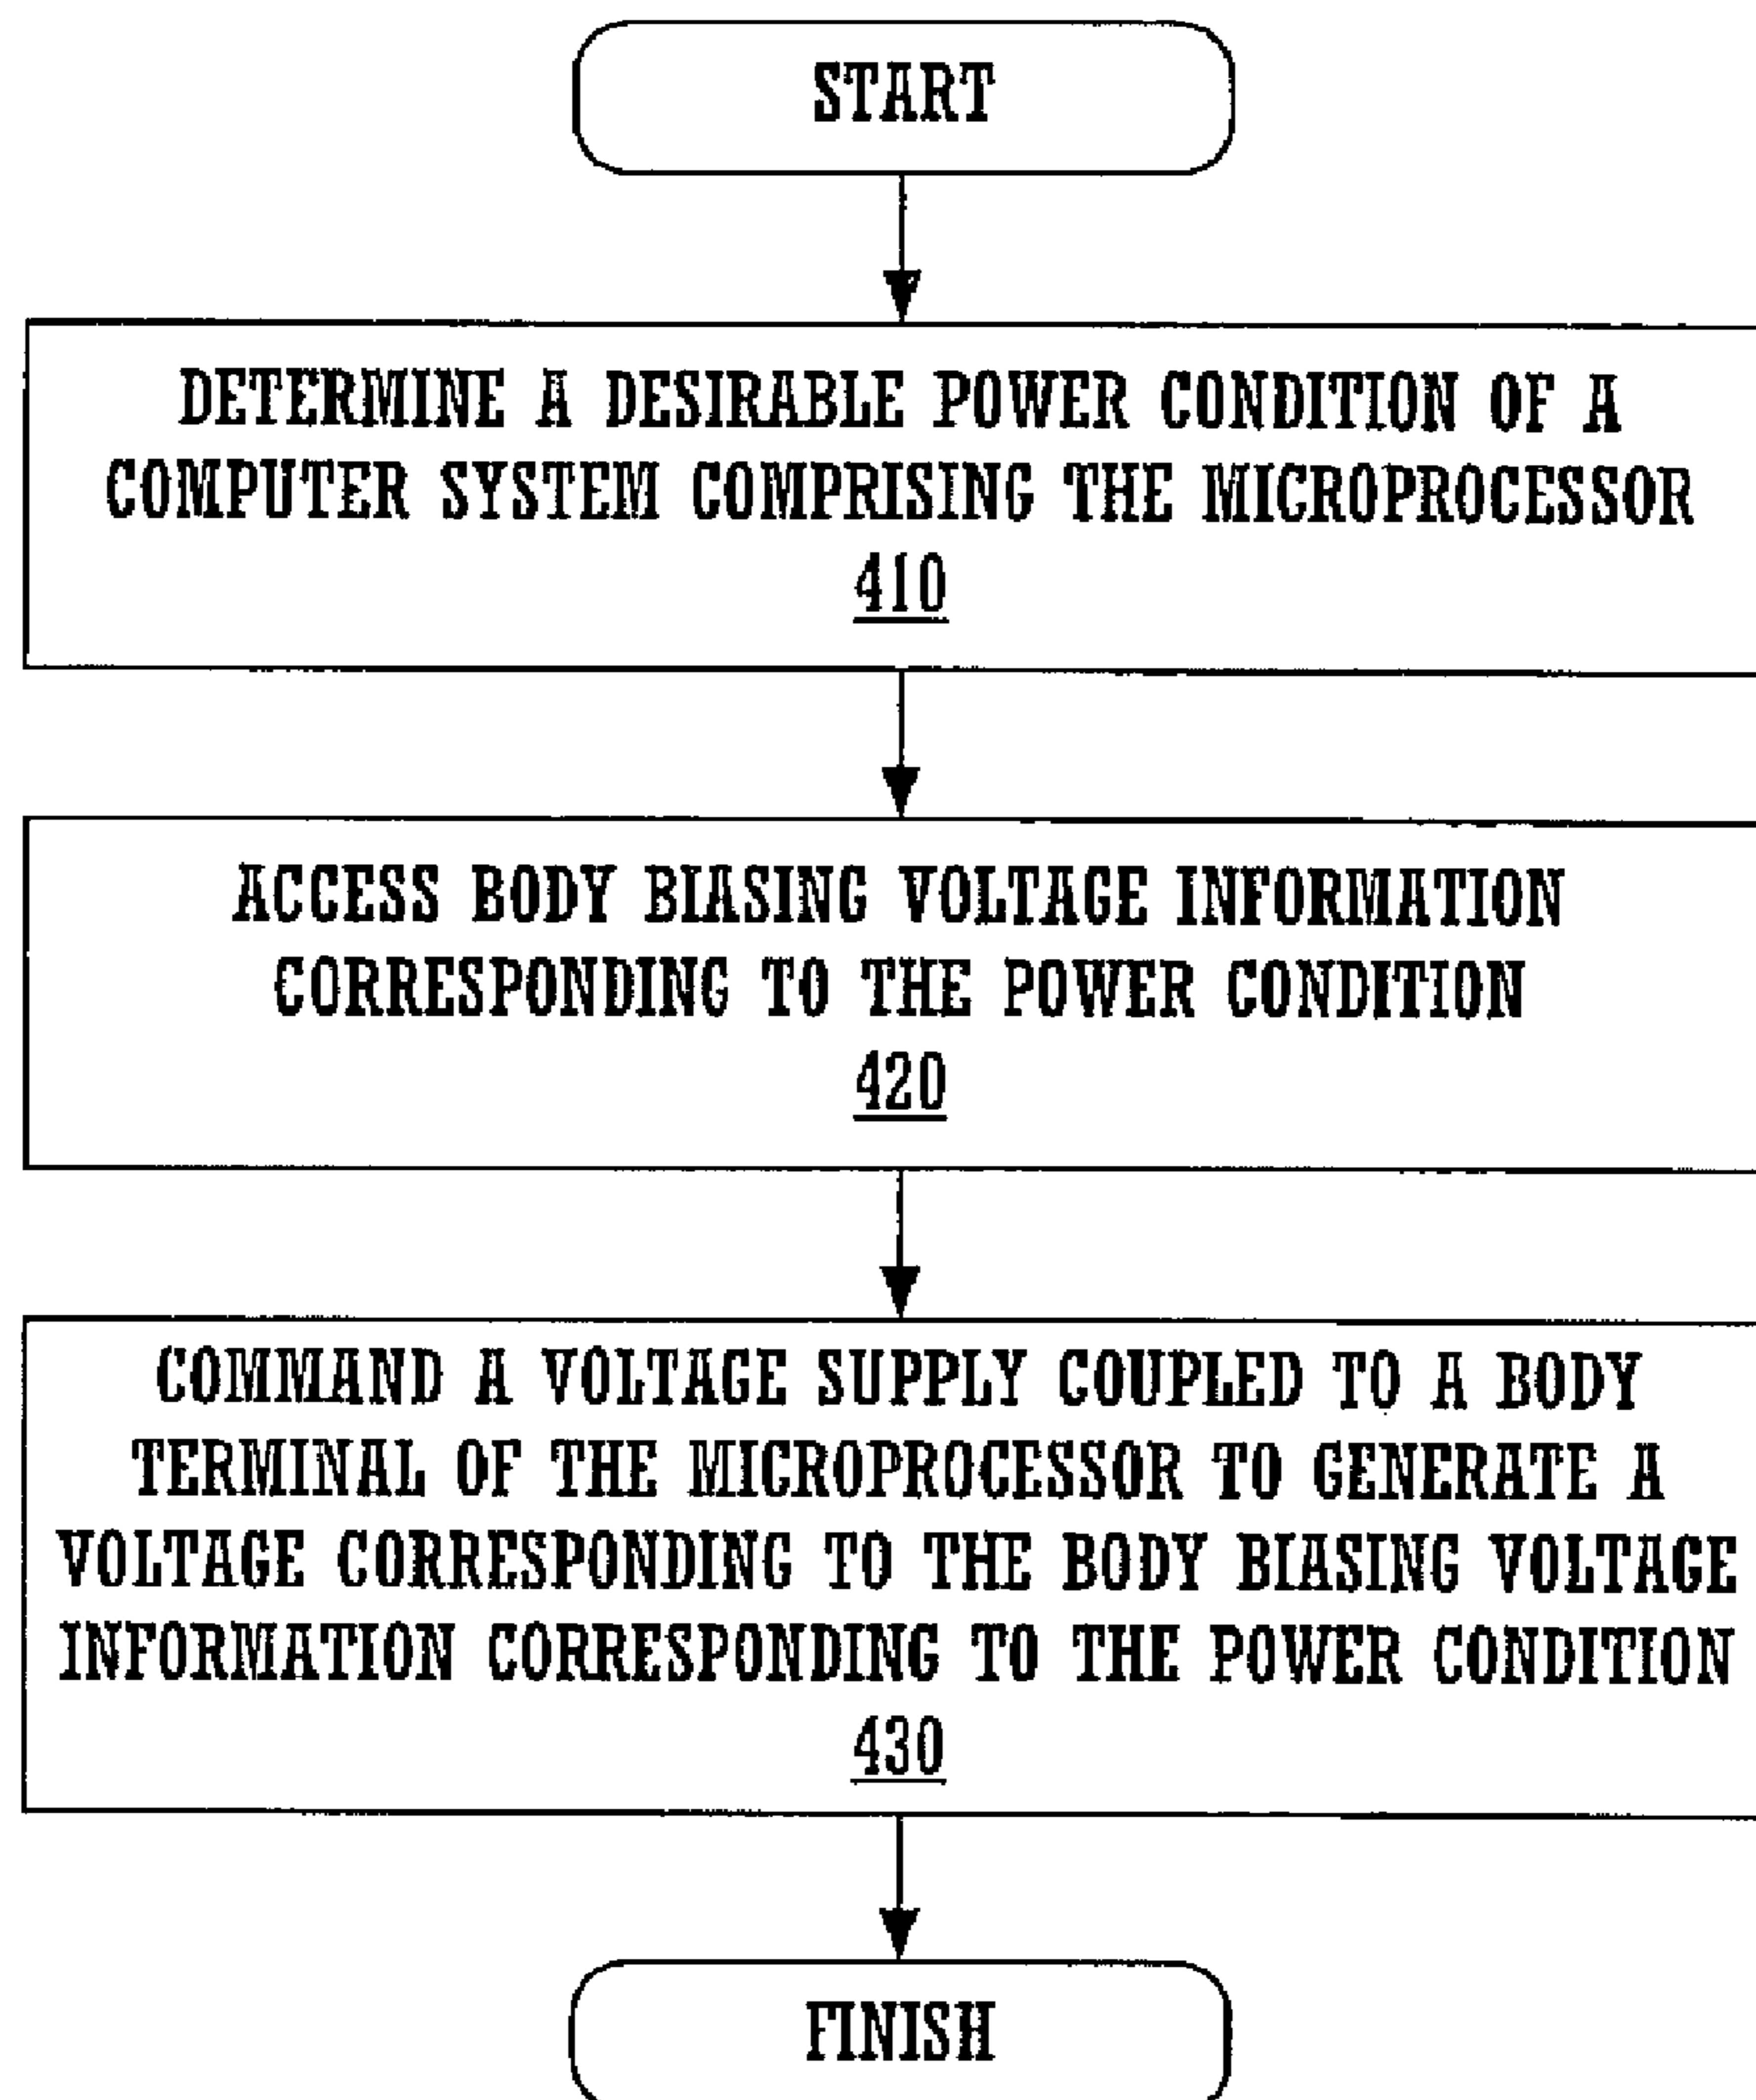 START
DETERMINE A DESIRABLE POWER CONDITION OF A
COMPUTER SYSTEM COMPRISING THE MICROPROCESSOR
410
ACCESS BODY BIASING VOLTAGE INFORMATION
CORRESPONDING TO THE POWER CONDITION
420
COMMAND A VOLTAGE SUPPLY COUPLED TO A BODY
TERMINAL OF THE MICROPROCESSOR TO GENERATE A
VOLTAGE CORRESPONDING TO THE BODY BIASING VOLTAGE
INFORMATION CORRESPONDING TO THE POWER CONDITION
430
FINISH